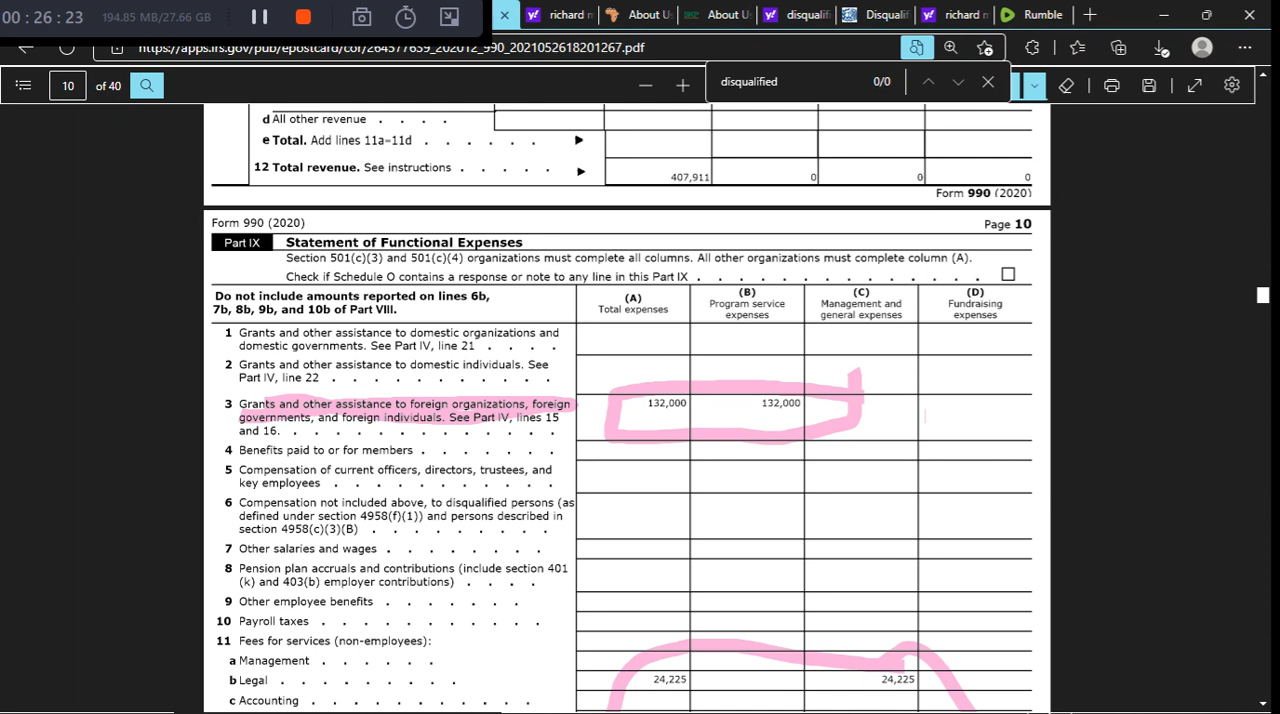 00:26:23 194.85 MB/27.66 GB
richard n About U: About U: disqualif Disqualif richard n Rumble
https://apps.irs.gov/pub/epostcard/cor/264577639_202012_990_2021052618201267.pdf
disqualified 0/0
10 of 40
d All other revenue . . . .
e Total. Add lines 11a–11d . . . . . .
12 Total revenue. See instructions . . . . . 407,911 0 0 0
Form 990 (2020)
Form 990 (2020) Page 10
Part IX Statement of Functional Expenses
Section 501(c)(3) and 501(c)(4) organizations must complete all columns. All other organizations must complete column (A).
Check if Schedule O contains a response or note to any line in this Part IX . . . . . . . . . . . . . .
Do not include amounts reported on lines 6b,
7b, 8b, 9b, and 10b of Part VIII.
(A)
Total expenses
(B)
Program service
expenses
(C)
Management and
general expenses
(D)
Fundraising
expenses
1 Grants and other assistance to domestic organizations and
domestic governments. See Part IV, line 21 . . . .
2 Grants and other assistance to domestic individuals. See
Part IV, line 22 . . . . . . . . . . .
3 Grants and other assistance to foreign organizations, foreign 132,000 132,000
governments, and foreign individuals. See Part IV, lines 15
and 16. . . . . . . . . . . . . .
4 Benefits paid to or for members . . . . . . .
5 Compensation of current officers, directors, trustees, and
key employees . . . . . . . . . . .
6 Compensation not included above, to disqualified persons (as
defined under section 4958(f)(1)) and persons described in
section 4958(c)(3)(B) . . . . . . . . .
7 Other salaries and wages . . . . . . . .
8 Pension plan accruals and contributions (include section 401
(k) and 403(b) employer contributions) . . . .
9 Other employee benefits . . . . . . .
10 Payroll taxes . . . . . . . . . . .
11 Fees for services (non-employees):
a Management . . . . . .
b Legal . . . . . . . . . 24,225 24,225
c Accounting . . . . . . . . . . .